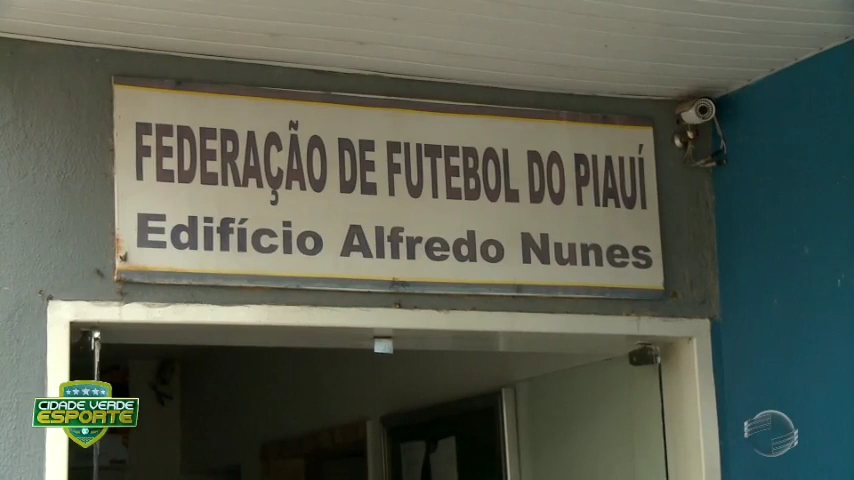 FEDERAÇÃO DE FUTEBOL DO PIAUÍ
Edifício Alfredo Nunes
CIDADE VERDE
ESPORTE